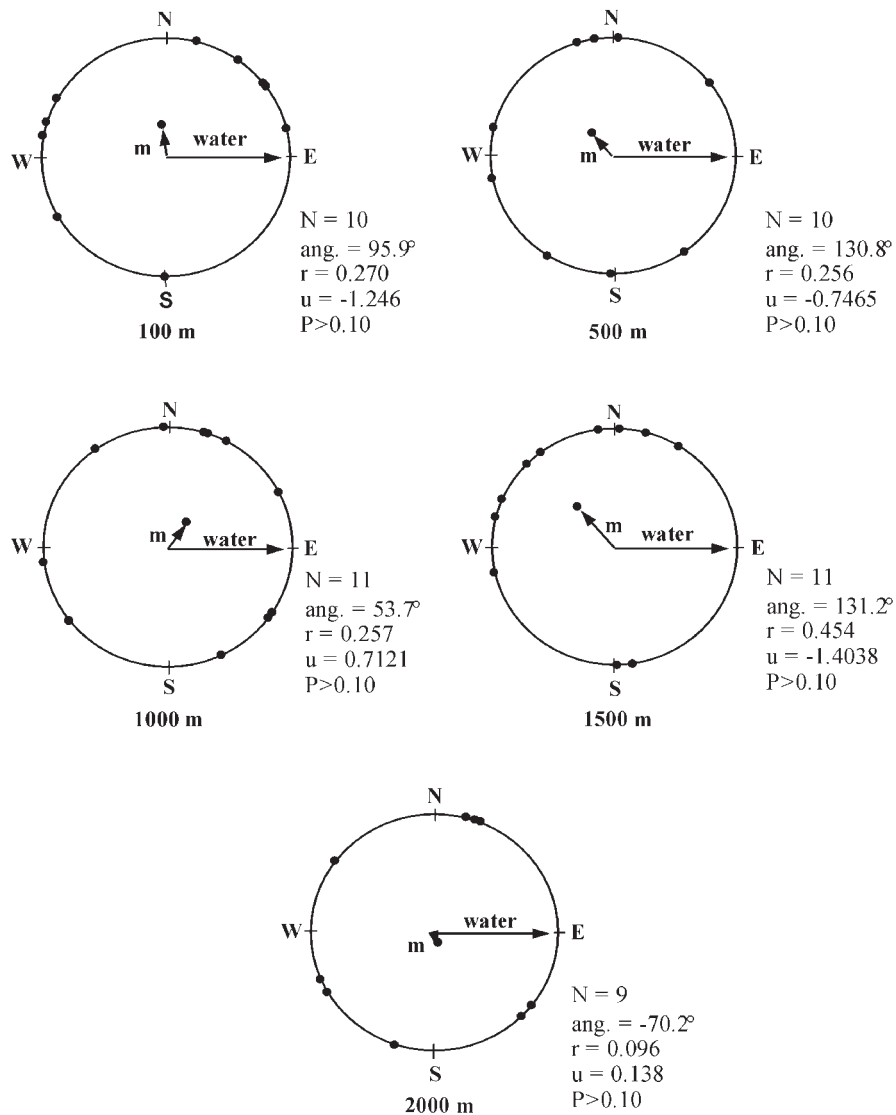 N
W
m
water
E
S
N = 10
ang. = 95.9°
r = 0.270
u = -1.246
P>0.10
100 m
N
W
m
water
E
S
N = 10
ang. = 130.8°
r = 0.256
u = -0.7465
P>0.10
500 m
N
W
m
water
E
S
N = 11
ang. = 53.7°
r = 0.257
u = 0.7121
P>0.10
1000 m
N
W
m
water
E
S
N = 11
ang. = 131.2°
r = 0.454
u = -1.4038
P>0.10
1500 m
N
W
m
water
E
S
N = 9
ang. = -70.2°
r = 0.096
u = 0.138
P>0.10
2000 m